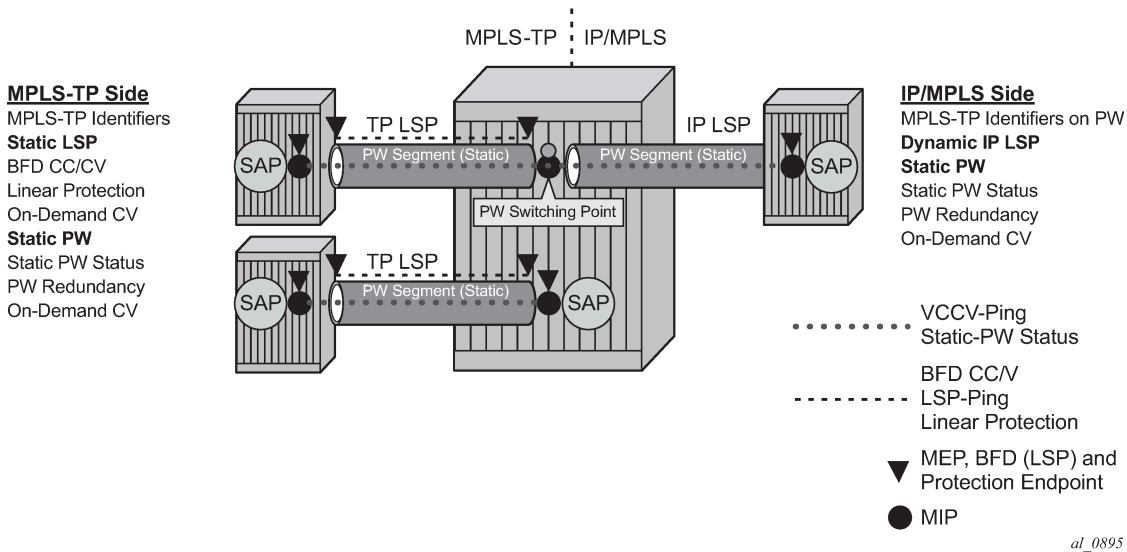 MPLS-TP IP/MPLS
MPLS-TP Side
MPLS-TP Identifiers
Static LSP
BFD CC/CV
Linear Protection
On-Demand CV
Static PW
Static PW Status
PW Redundancy
On-Demand CV
TP LSP
IP LSP
SAP
PW Segment (Static)
PW Segment (Static)
SAP
PW Switching Point
TP LSP
SAP
PW Segment (Static)
SAP
IP/MPLS Side
MPLS-TP Identifiers on PW
Dynamic IP LSP
Static PW
Static PW Status
PW Redundancy
On-Demand CV
VCCV-Ping
Static-PW Status
BFD CC/V
LSP-Ping
Linear Protection
MEP, BFD (LSP) and
Protection Endpoint
MIP
al_0895